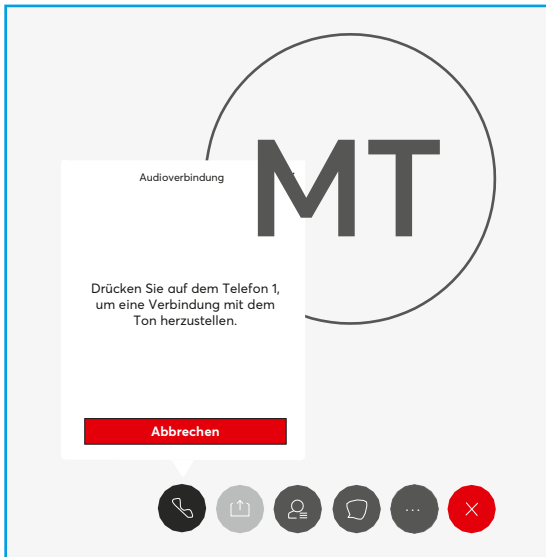 MT
Audioverbindung
Drücken Sie auf dem Telefon 1,
um eine Verbindung mit dem
Ton herzustellen.
Abbrechen